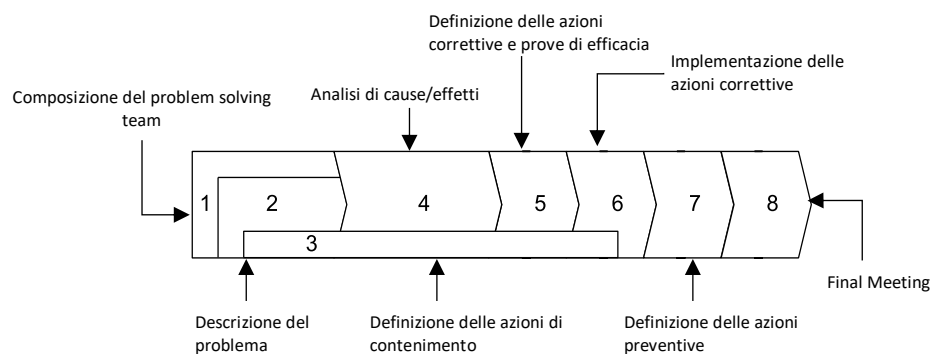 Definizione delle azioni
correttive e prove di efficacia
Implementazione delle
azioni correttive
Composizione del problem solving
team
Analisi di cause/effetti
1
2
3
4
5
6
7
8
Final Meeting
Descrizione del
problema
Definizione delle azioni di
contenimento
Definizione delle azioni
preventive